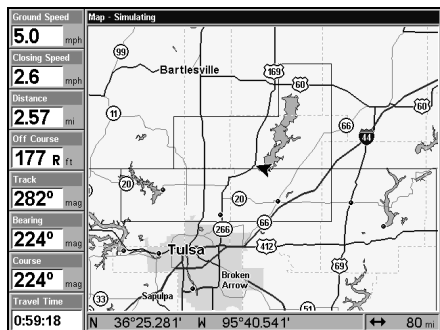 Ground Speed
5.0 mph
Closing Speed
2.6 mph
Distance
2.57 mi
Off Course
177 R ft
Track
282° mag
Bearing
224° mag
Course
224° mag
Travel Time
0:59:18
Map - Simulating
99
Bartlesville
169
60
60
11
66
44
20
20
66
266
Tulsa
412
Broken
Arrow
69
Sapulpa
33
51
N 36°25.281' W 95°40.541' ↔ 80 mi